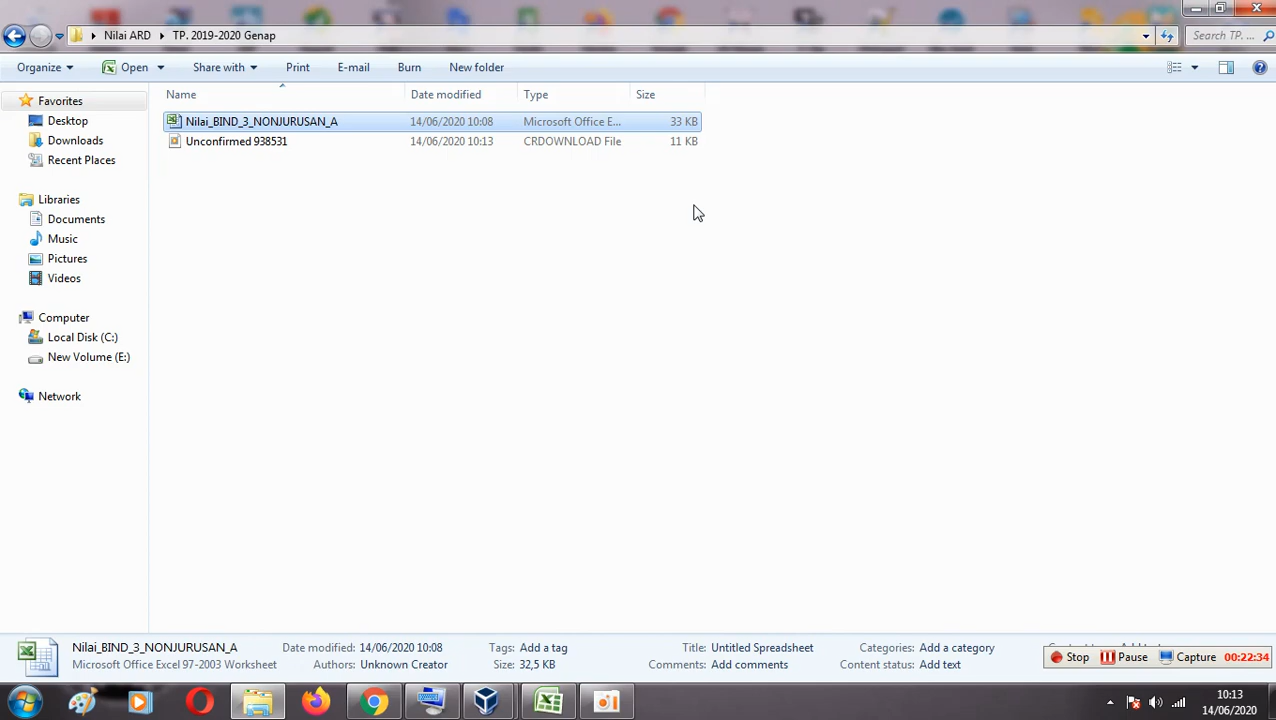 Nilai ARD TP. 2019-2020 Genap Search TP. ...
Organize Open Share with Print E-mail Burn New folder
Name Date modified Type Size
Favorites
Desktop
Downloads
Recent Places
Libraries
Documents
Music
Pictures
Videos
Computer
Local Disk (C:)
New Volume (E:)
Network
Nilai_BIND_3_NONJURUSAN_A 14/06/2020 10:08 Microsoft Office E... 33 KB
Unconfirmed 938531 14/06/2020 10:13 CRDOWNLOAD File 11 KB
Nilai_BIND_3_NONJURUSAN_A Date modified: 14/06/2020 10:08 Tags: Add a tag Title: Untitled Spreadsheet Categories: Add a category
Microsoft Office Excel 97-2003 Worksheet Authors: Unknown Creator Size: 32,5 KB Comments: Add comments Content status: Add text
Stop Pause Capture 00:22:34
10:13
14/06/2020